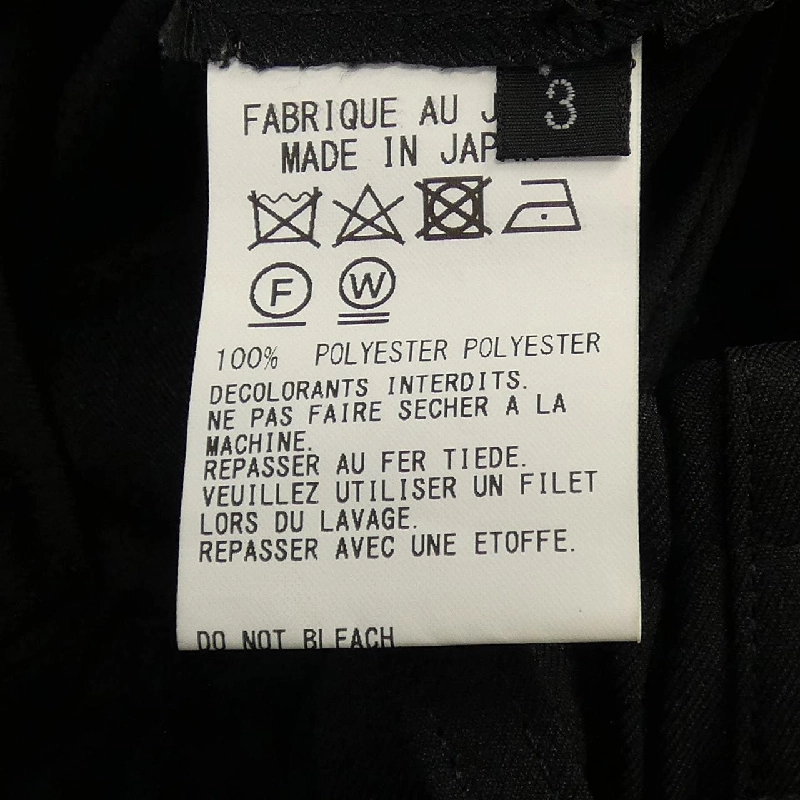 3
FABRIQUE AU J
MADE IN JAPAN
F
W
100% POLYESTER POLYESTER
DECOLORANTS INTERDITS.
NE PAS FAIRE SECHER A LA
MACHINE.
REPASSER AU FER TIEDE.
VEUILLEZ UTILISER UN FILET
LORS DU LAVAGE.
REPASSER AVEC UNE ETOFFE.
DO NOT BLEACH